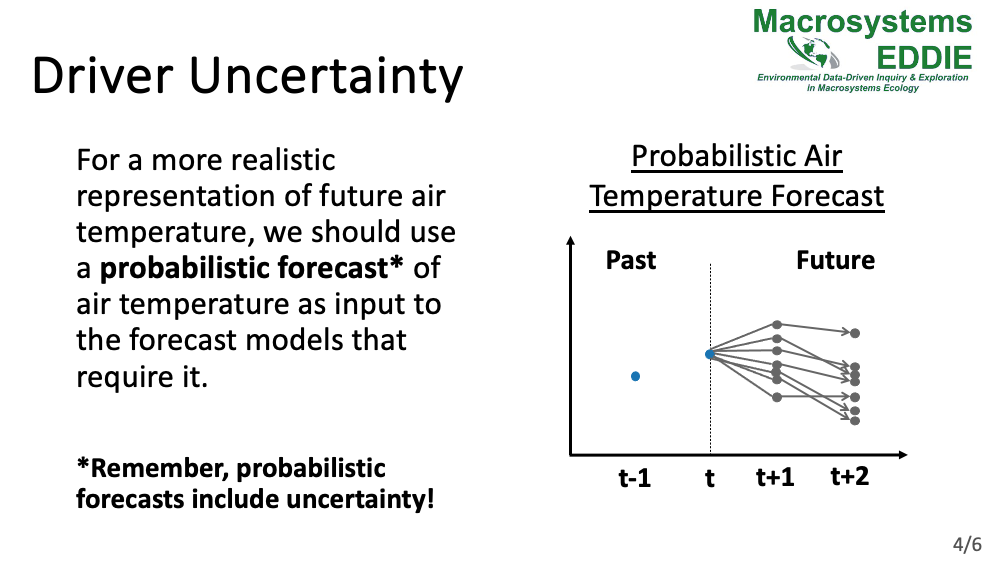 Macrosystems
EDDIE
Environmental Data-Driven Inquiry & Exploration
in Macrosystems Ecology
Driver Uncertainty
For a more realistic
representation of future air
temperature, we should use
a probabilistic forecast* of
air temperature as input to
the forecast models that
require it.
*Remember, probabilistic
forecasts include uncertainty!
Probabilistic Air
Temperature Forecast
Past Future
t-1 t t+1 t+2
4/6